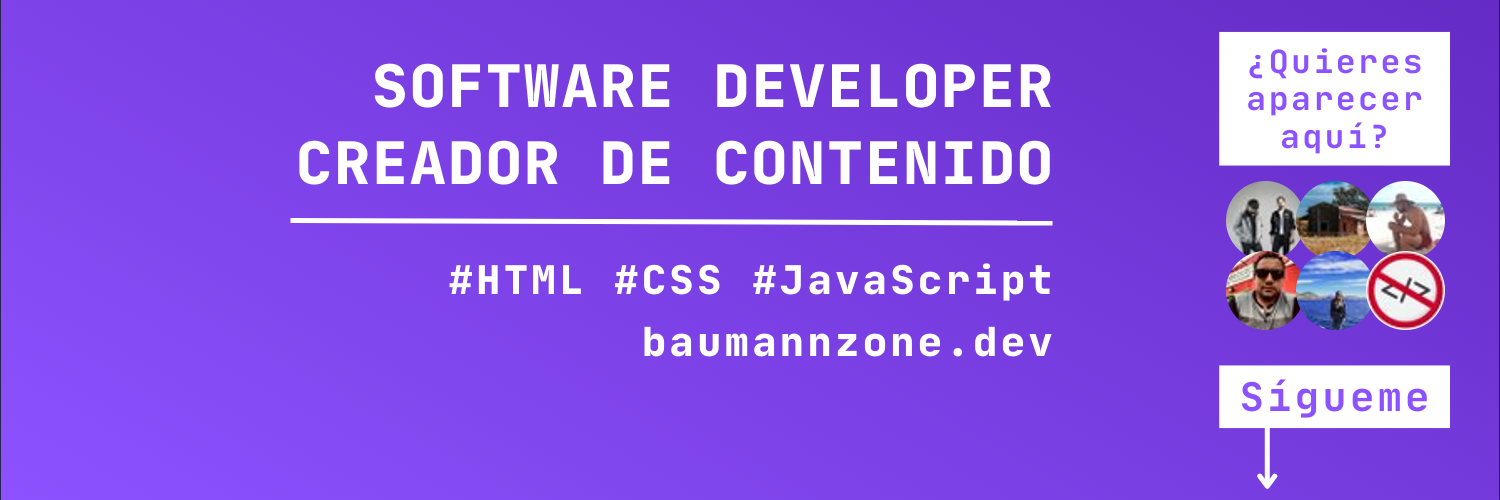 SOFTWARE DEVELOPER
CREADOR DE CONTENIDO
#HTML #CSS #JavaScript
baumannzone.dev
¿Quieres
aparecer
aquí?
</>
Sígueme